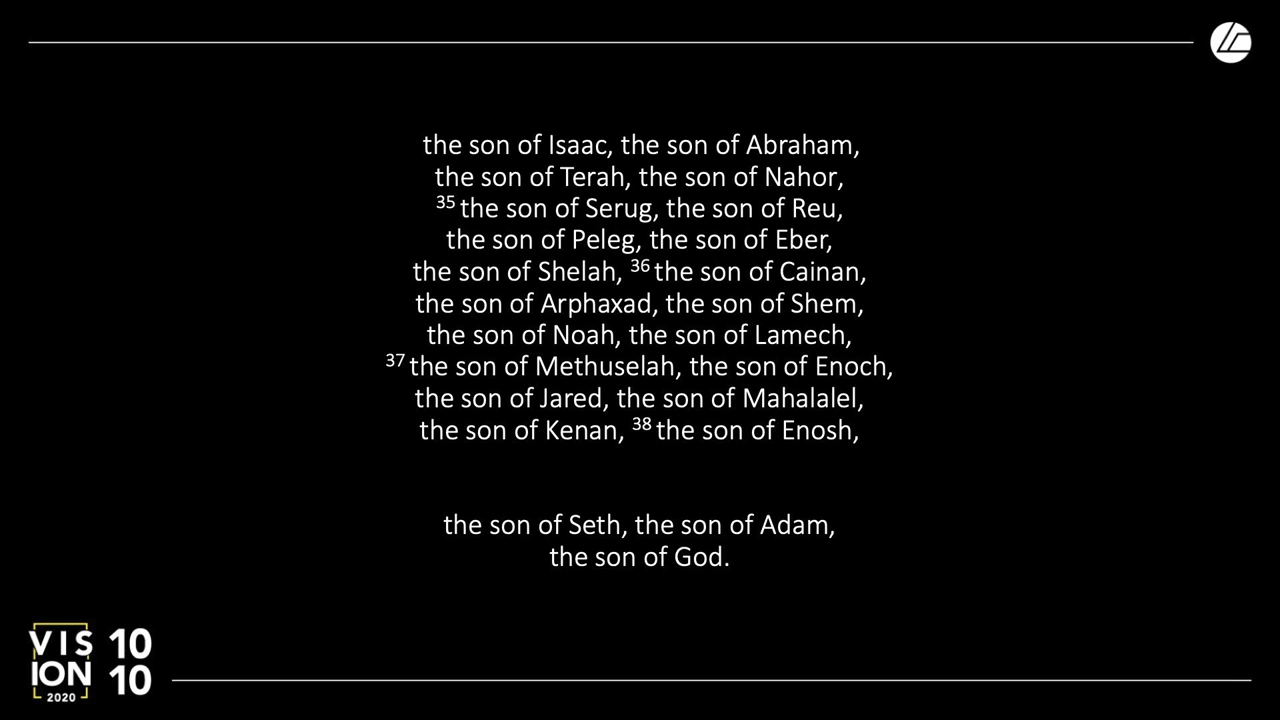 the son of Isaac, the son of Abraham,
the son of Terah, the son of Nahor,
35 the son of Serug, the son of Reu,
the son of Peleg, the son of Eber,
the son of Shelah, 36 the son of Cainan,
the son of Arphaxad, the son of Shem,
the son of Noah, the son of Lamech,
37 the son of Methuselah, the son of Enoch,
the son of Jared, the son of Mahalalel,
the son of Kenan, 38 the son of Enosh,
the son of Seth, the son of Adam,
the son of God.
VIS
ION
2020
10
10